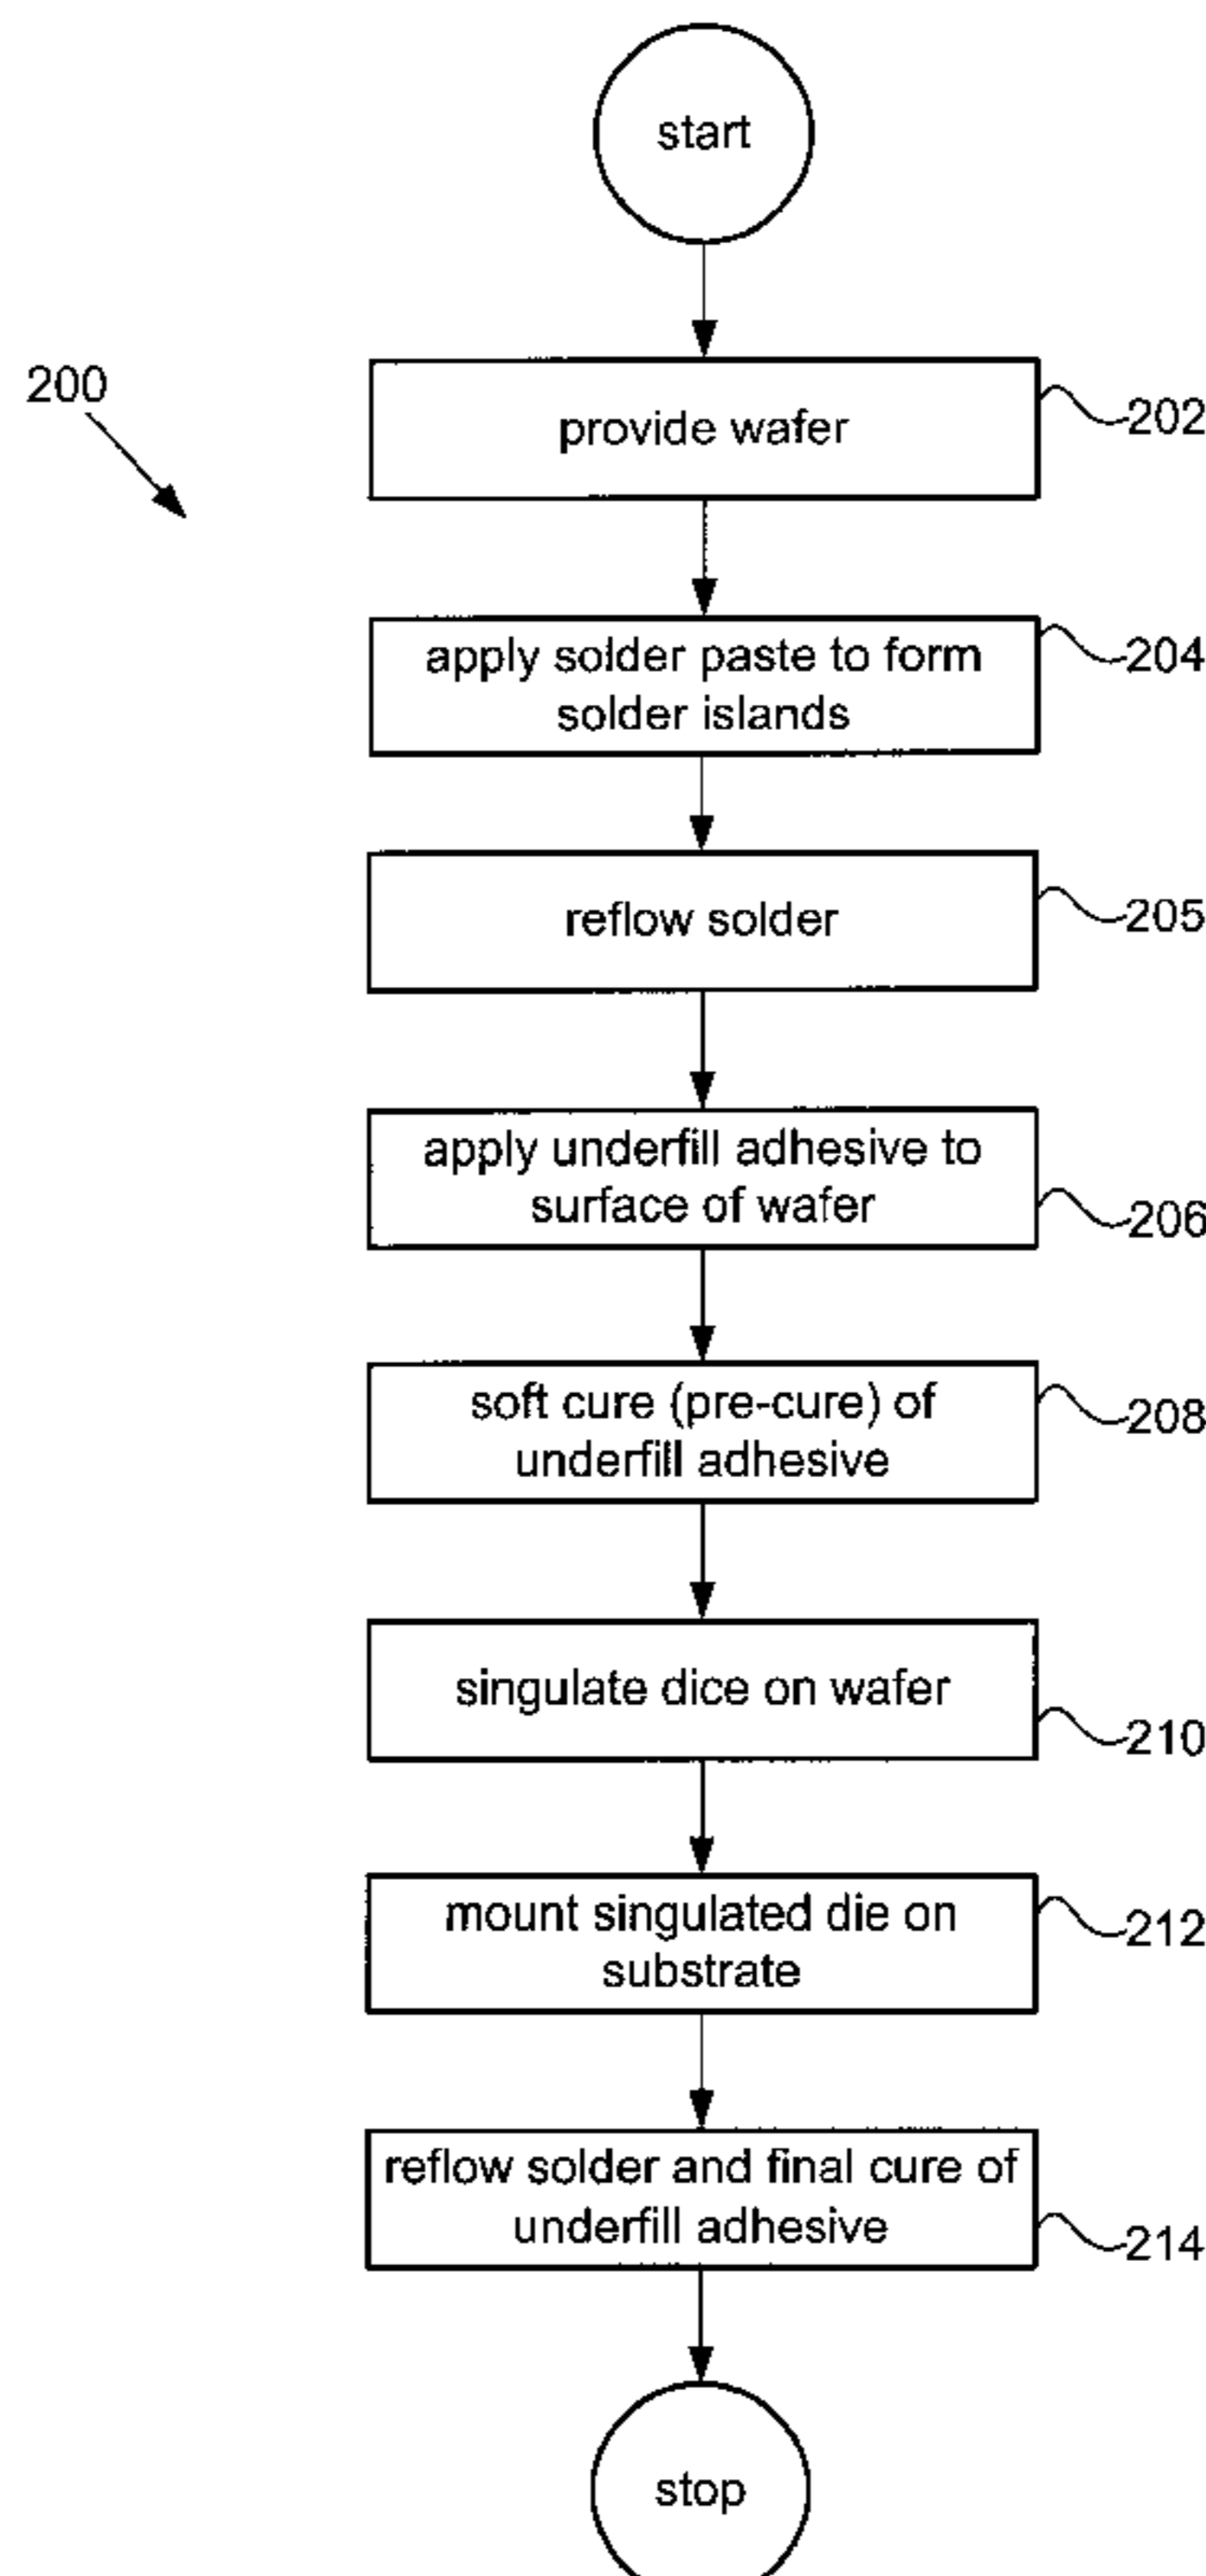 start
200
provide wafer
202
apply solder paste to form
solder islands
204
reflow solder
205
apply underfill adhesive to
surface of wafer
206
soft cure (pre-cure) of
underfill adhesive
208
singulate dice on wafer
210
mount singulated die on
substrate
212
reflow solder and final cure of
underfill adhesive
214
stop